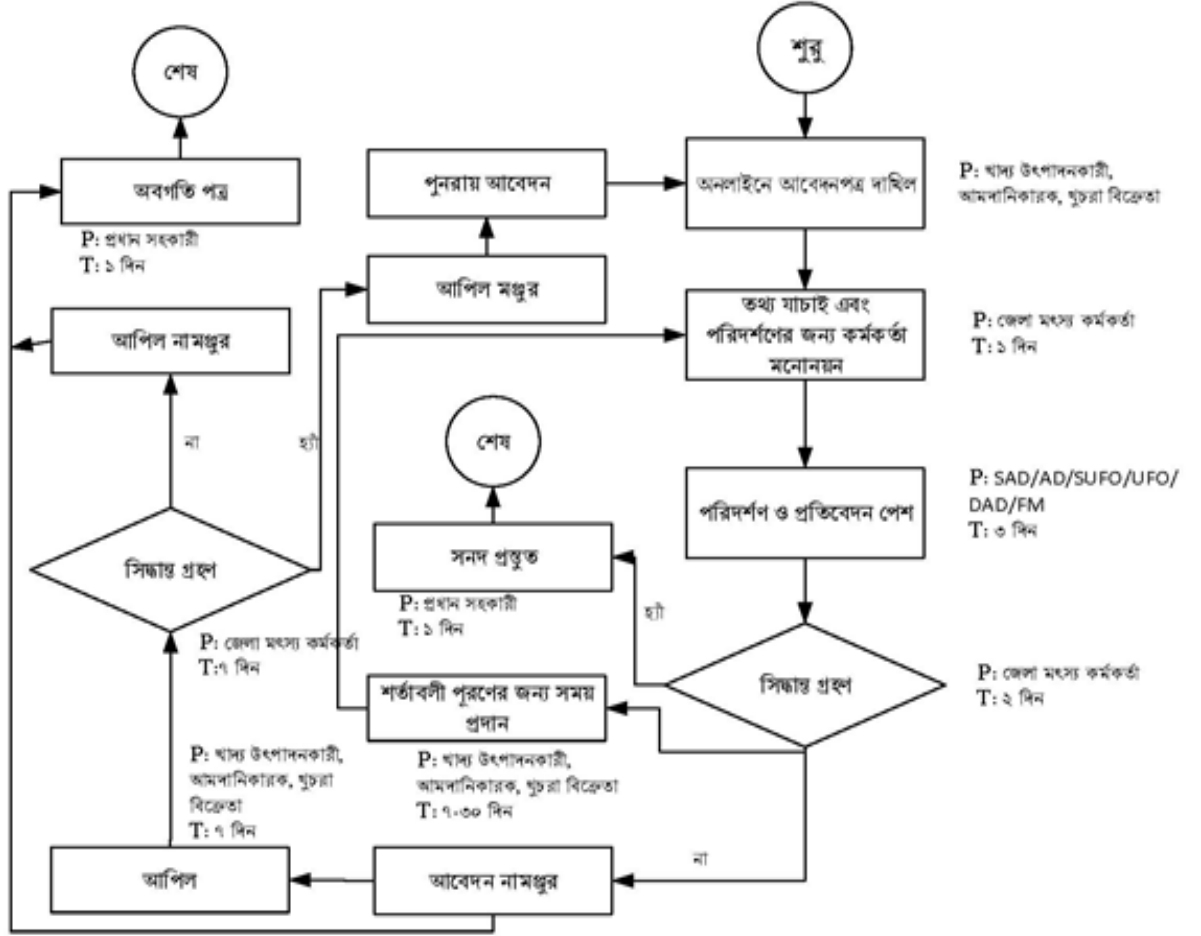 শুরু
শেষ
অনলাইনে আবেদনপত্র দাখিল
P: খাদ্য উৎপাদনকারী,
আমদানিকারক, খুচরা বিক্রেতা
পুনরায় আবেদন
অবগতি পত্র
P: প্রধান সহকারী
T: ১ দিন
আপিল মঞ্জুর
তথ্য যাচাই এবং
পরিদর্শণের জন্য কর্মকর্তা
মনোনয়ন
P: জেলা মৎস্য কর্মকর্তা
T: ১ দিন
আপিল নামঞ্জুর
না
হ্যাঁ
শেষ
পরিদর্শণ ও প্রতিবেদন পেশ
P: SAD/AD/SUFO/UFO/
DAD/FM
T: ৩ দিন
সনদ প্রস্তুত
P: প্রধান সহকারী
T: ১ দিন
সিদ্ধান্ত গ্রহণ
P: জেলা মৎস্য কর্মকর্তা
T:৭ দিন
হ্যাঁ
সিদ্ধান্ত গ্রহণ
P: জেলা মৎস্য কর্মকর্তা
T: ২ দিন
শর্তাবলী পূরণের জন্য সময়
প্রদান
P: খাদ্য উৎপাদনকারী,
আমদানিকারক, খুচরা বিক্রেতা
T: ৭-৩০ দিন
P: খাদ্য উৎপাদনকারী,
আমদানিকারক, খুচরা
বিক্রেতা
T: ৭ দিন
না
আপিল
আবেদন নামঞ্জুর